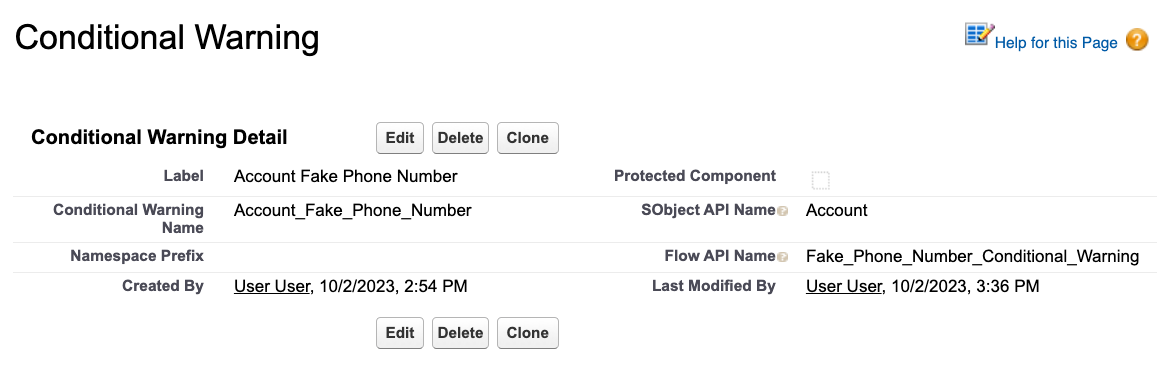 Conditional Warning
Help for this Page ?
Conditional Warning Detail Edit Delete Clone
Label Account Fake Phone Number Protected Component
Conditional Warning Name Account_Fake_Phone_Number SObject API Name ? Account
Namespace Prefix Flow API Name ? Fake_Phone_Number_Conditional_Warning
Created By User User, 10/2/2023, 2:54 PM Last Modified By User User, 10/2/2023, 3:36 PM
Edit Delete Clone